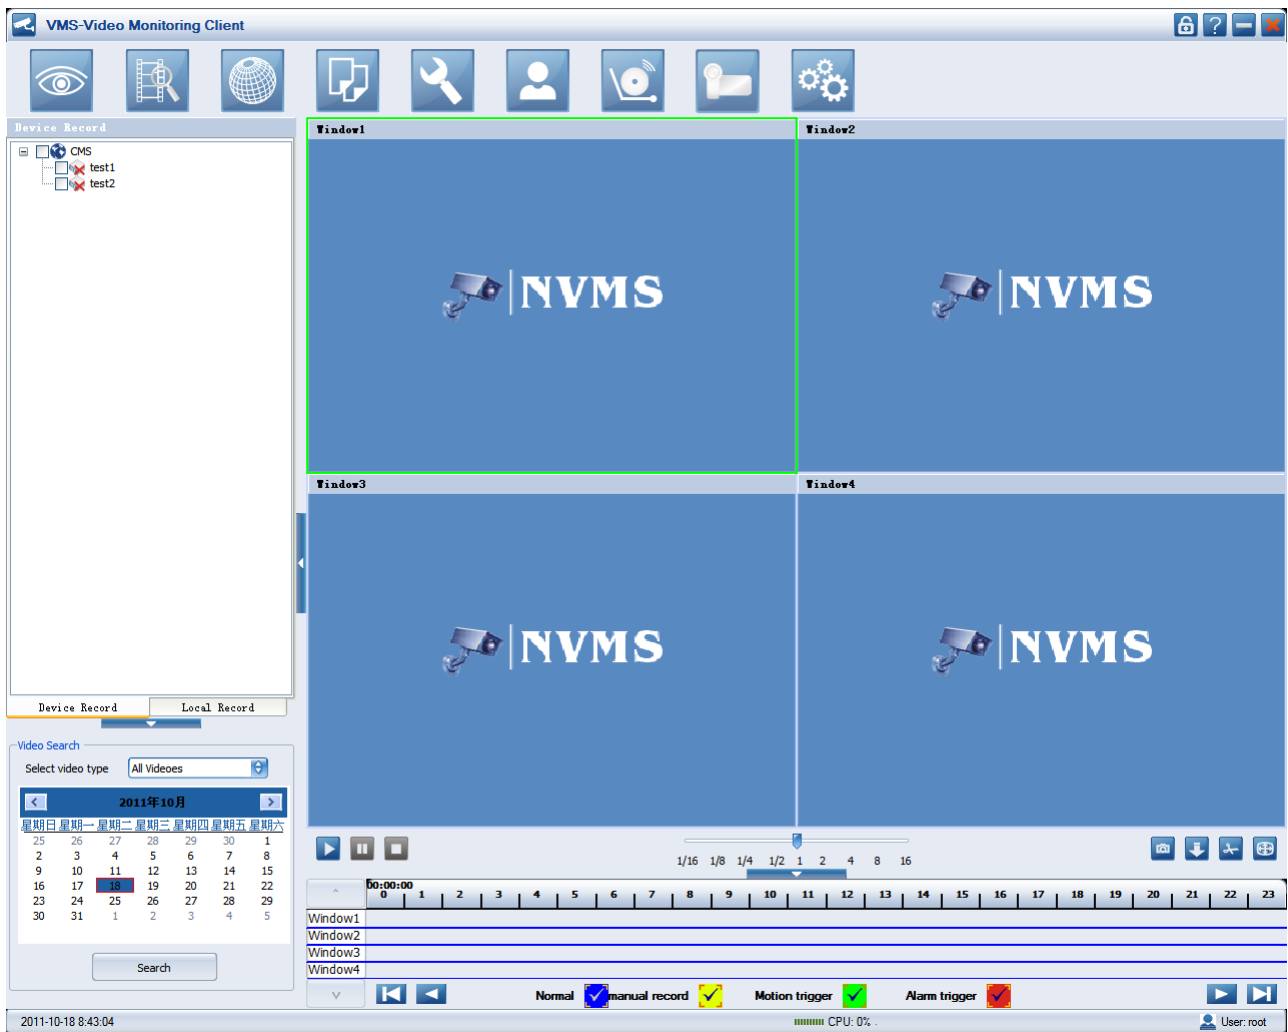 VMS-Video Monitoring Client
Device Record
CMS
test1
test2
Device Record Local Record
Video Search
Select video type All Videoes
2011年10月
星期日 星期一 星期二 星期三 星期四 星期五 星期六
25 26 27 28 29 30 1
2 3 4 5 6 7 8
9 10 11 12 13 14 15
16 17 18 19 20 21 22
23 24 25 26 27 28 29
30 31 1 2 3 4 5
Search
Window1 Window2
NVMS NVMS
Window3 Window4
NVMS NVMS
1/16 1/8 1/4 1/2 1 2 4 8 16
00:00:00
0 1 2 3 4 5 6 7 8 9 10 11 12 13 14 15 16 17 18 19 20 21 22 23
Window1
Window2
Window3
Window4
Normal manual record Motion trigger Alarm trigger
2011-10-18 8:43:04 CPU: 0% . User: root